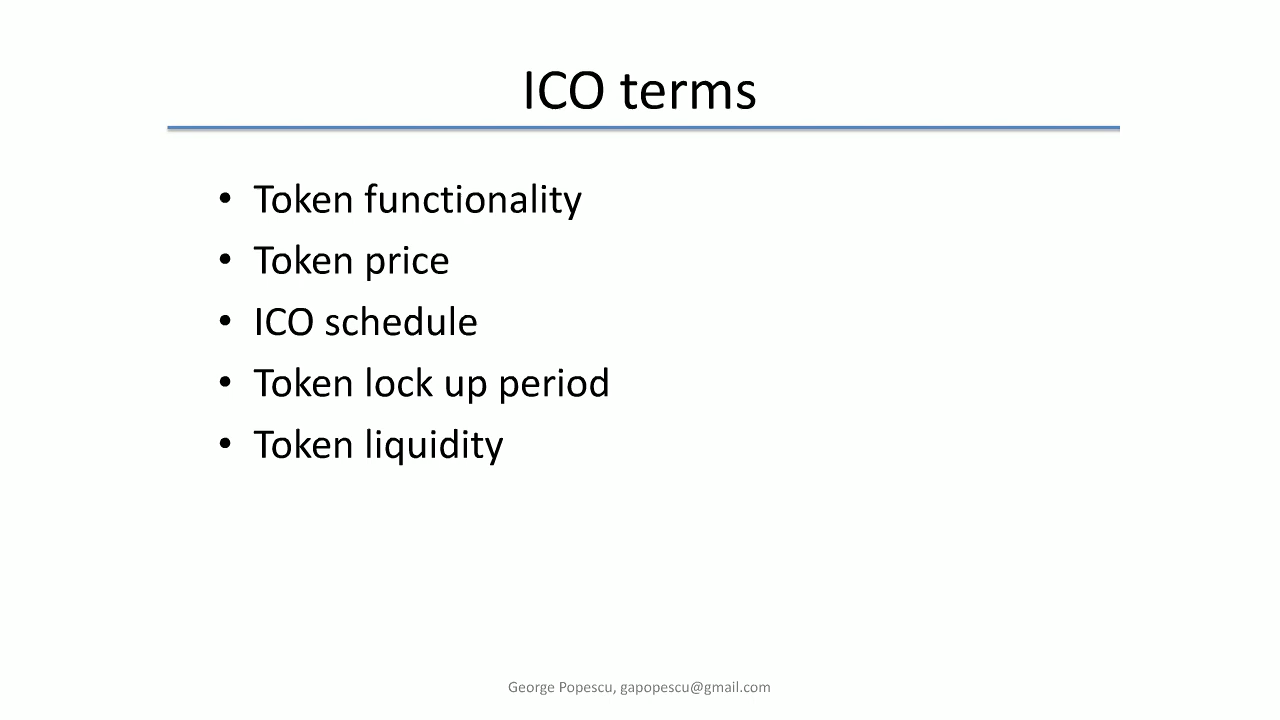 ICO terms
• Token functionality
• Token price
• ICO schedule
• Token lock up period
• Token liquidity
George Popescu, gapopescu@gmail.com